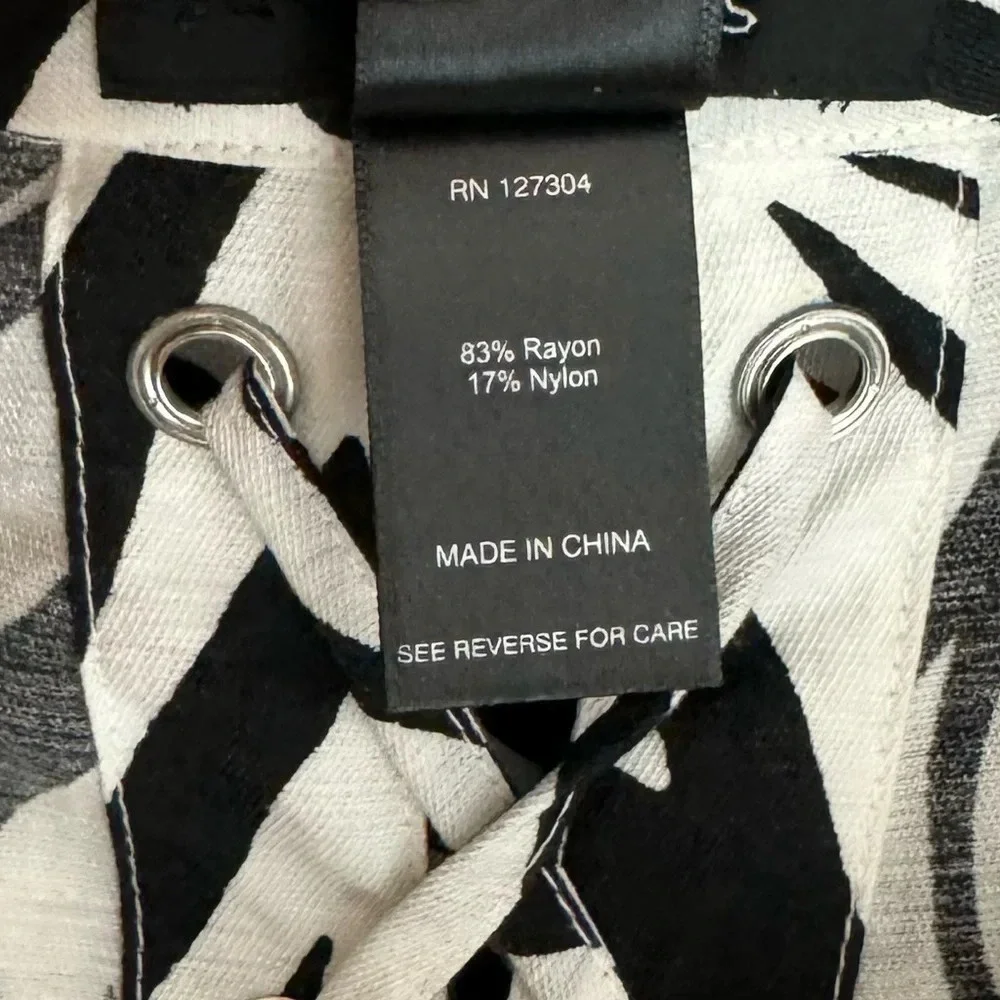 RN 127304
83% Rayon
17% Nylon
MADE IN CHINA
SEE REVERSE FOR CARE